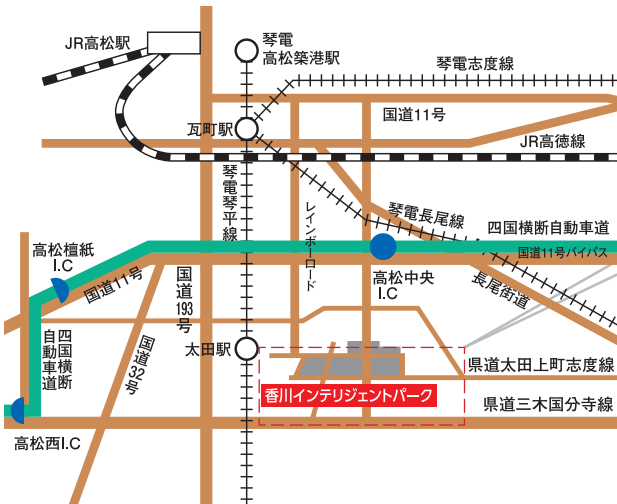 JR高松駅
琴電
高松築港駅
琴電志度線
国道11号
瓦町駅
JR高徳線
琴電琴平線
レインボーロード
琴電長尾線
四国横断自動車道
国道11号バイパス
高松檀紙
I.C
国道11号
国道193号
高松中央
I.C
長尾街道
四国横断
自動車道
国道32号
太田駅
県道太田上町志度線
香川インテリジェントパーク
県道三木国分寺線
高松西I.C